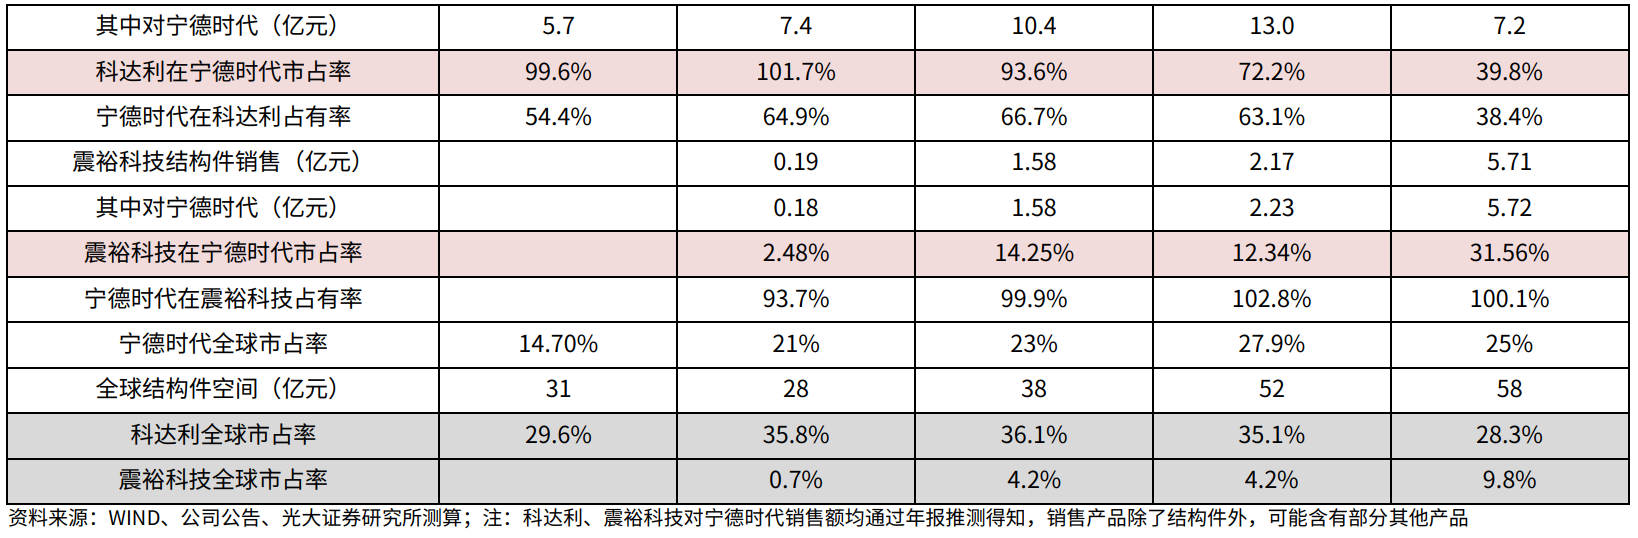 其中对宁德时代（亿元） 5.7 7.4 10.4 13.0 7.2
科达利在宁德时代市占率 99.6% 101.7% 93.6% 72.2% 39.8%
宁德时代在科达利占有率 54.4% 64.9% 66.7% 63.1% 38.4%
震裕科技结构件销售（亿元） 0.19 1.58 2.17 5.71
其中对宁德时代（亿元） 0.18 1.58 2.23 5.72
震裕科技在宁德时代市占率 2.48% 14.25% 12.34% 31.56%
宁德时代在震裕科技占有率 93.7% 99.9% 102.8% 100.1%
宁德时代全球市占率 14.70% 21% 23% 27.9% 25%
全球结构件空间（亿元） 31 28 38 52 58
科达利全球市占率 29.6% 35.8% 36.1% 35.1% 28.3%
震裕科技全球市占率 0.7% 4.2% 4.2% 9.8%
资料来源：WIND、公司公告、光大证券研究所测算；注：科达利、震裕科技对宁德时代销售额均通过年报推测得知，销售产品除了结构件外，可能含有部分其他产品